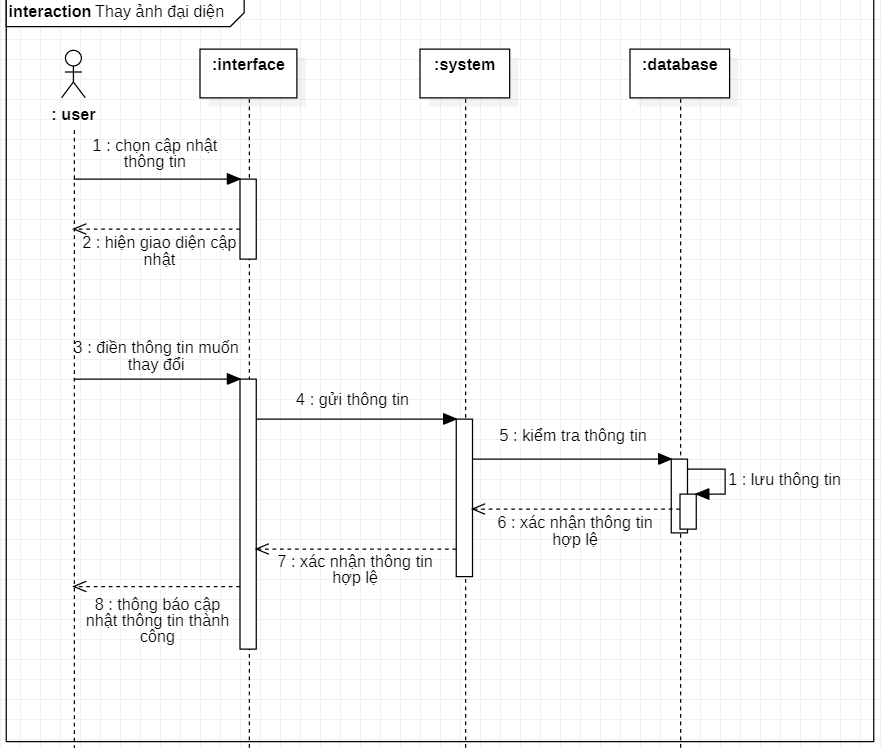 interaction Thay ảnh đại diện
: user
:interface
:system
:database
1 : chọn cập nhật
thông tin
2 : hiện giao diện cập
nhật
3 : điền thông tin muốn
thay đổi
4 : gửi thông tin
5 : kiểm tra thông tin
1 : lưu thông tin
6 : xác nhận thông tin
hợp lệ
7 : xác nhận thông tin
hợp lệ
8 : thông báo cập
nhật thông tin thành
công